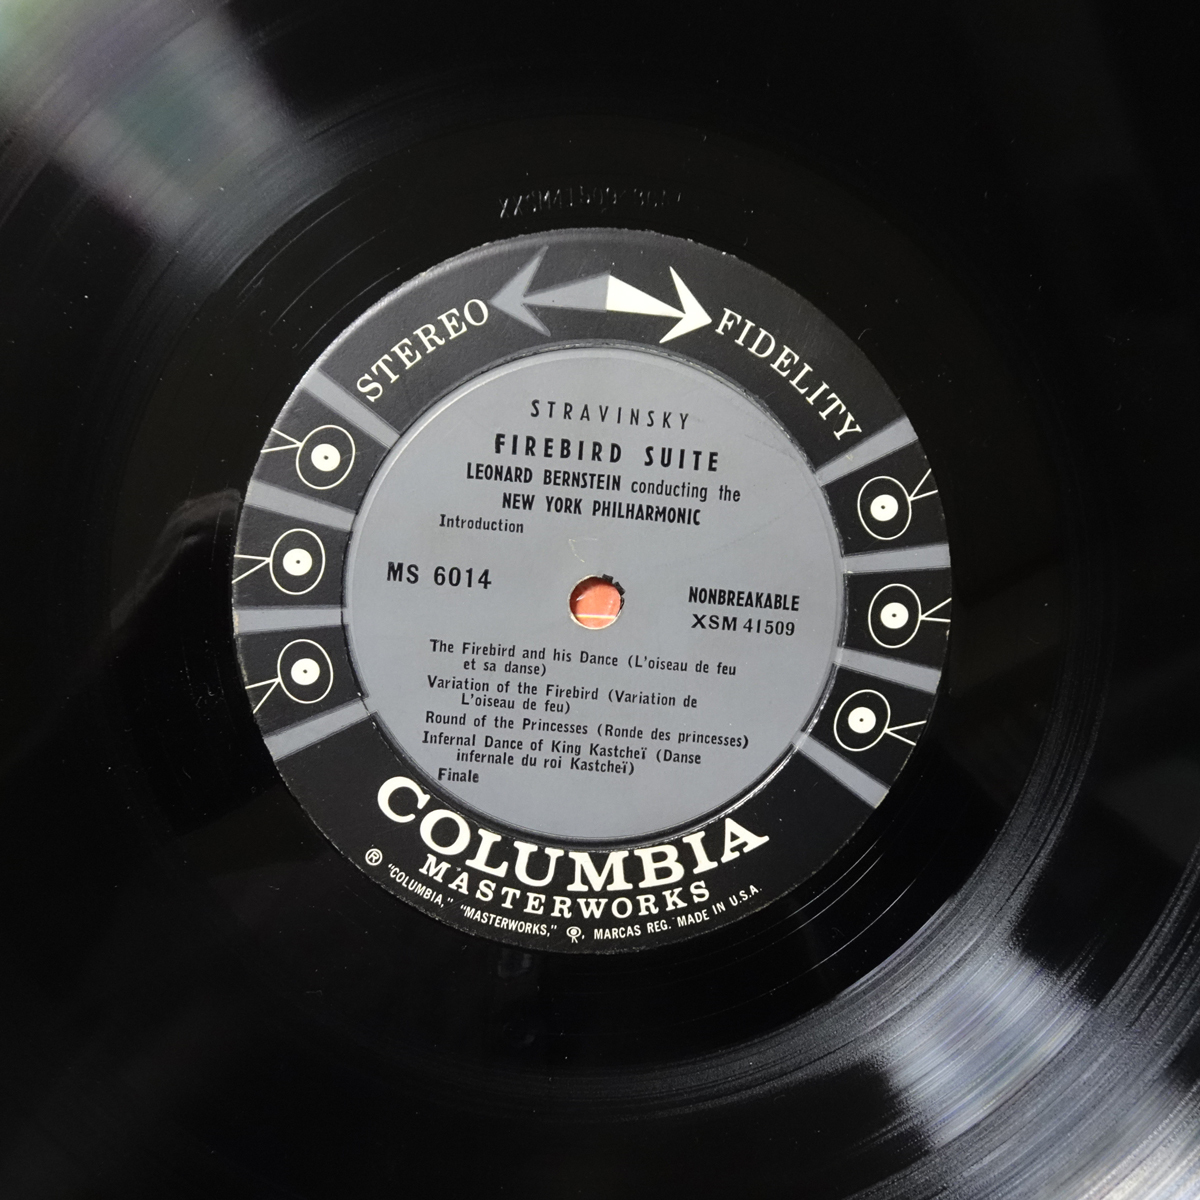 STEREO FIDELITY
STRAVINSKY
FIREBIRD SUITE
LEONARD BERNSTEIN conducting the
NEW YORK PHILHARMONIC
Introduction
MS 6014
NONBREAKABLE
XSM 41509
The Firebird and his Dance (L'oiseau de feu
et sa danse)
Variation of the Firebird (Variation de
L'oiseau de feu)
Round of the Princesses (Ronde des princesses)
Infernal Dance of King Kastcheï (Danse
infernale du roi Kastcheï)
Finale
COLUMBIA
MASTERWORKS
® "COLUMBIA," "MASTERWORKS," , MARCAS REG. MADE IN U.S.A.